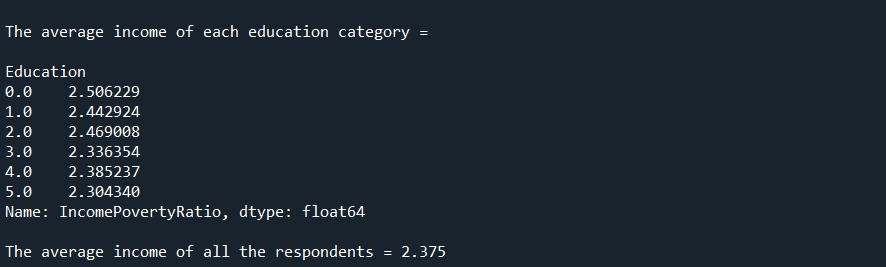 The average income of each education category =
Education
0.0    2.506229
1.0    2.442924
2.0    2.469008
3.0    2.336354
4.0    2.385237
5.0    2.304340
Name: IncomePovertyRatio, dtype: float64
The average income of all the respondents = 2.375